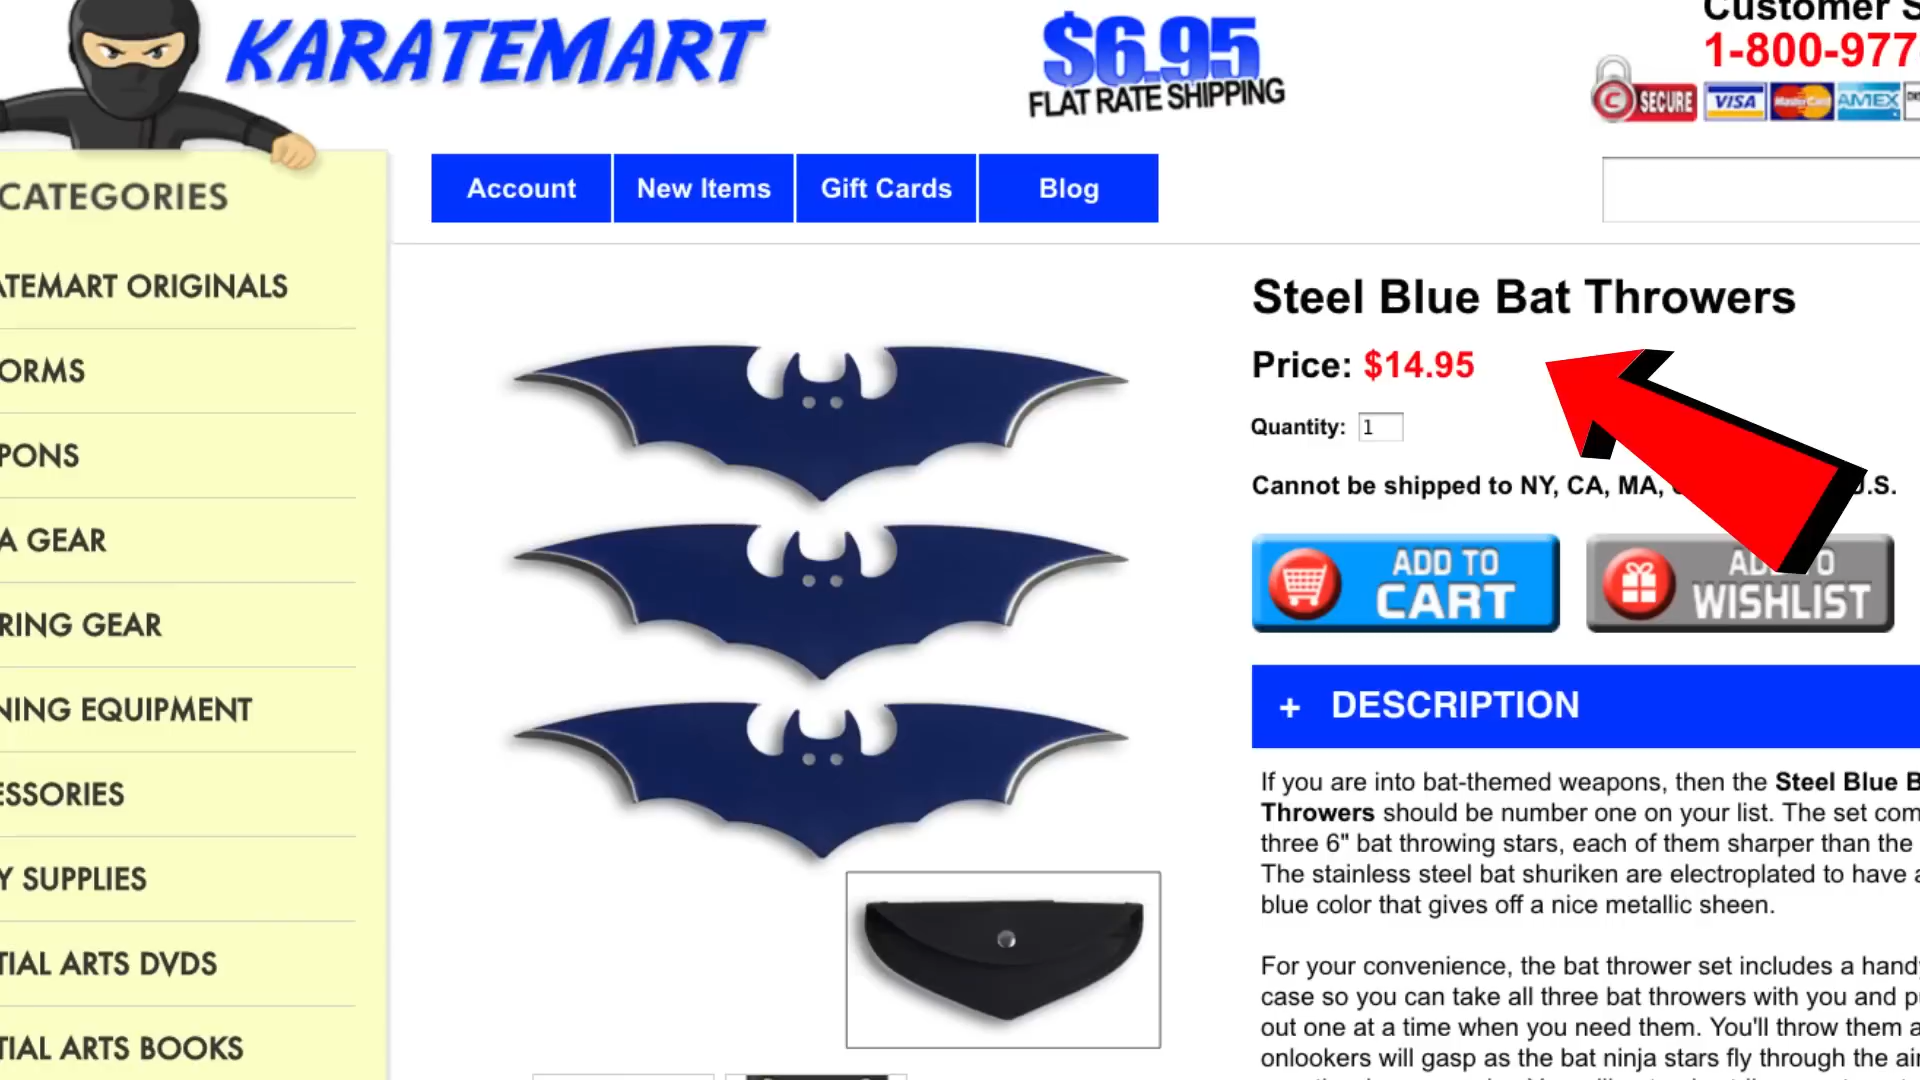 KARATEMART
$6.95
FLAT RATE SHIPPING
Customer
1-800-977
SECURE
VISA
MasterCard
AMEX
CATEGORIES
ATEMART ORIGINALS
ORMS
PONS
A GEAR
RING GEAR
NING EQUIPMENT
ESSORIES
Y SUPPLIES
TIAL ARTS DVDS
TIAL ARTS BOOKS
Account
New Items
Gift Cards
Blog
Steel Blue Bat Throwers
Price: $14.95
Quantity: 1
Cannot be shipped to NY, CA, MA, U.S.
ADD TO
CART
WISHLIST
+ DESCRIPTION
If you are into bat-themed weapons, then the Steel Blue B
Throwers should be number one on your list. The set com
three 6" bat throwing stars, each of them sharper than the
The stainless steel bat shuriken are electroplated to have a
blue color that gives off a nice metallic sheen.
For your convenience, the bat thrower set includes a handy
case so you can take all three bat throwers with you and p
out one at a time when you need them. You'll throw them a
onlookers will gasp as the bat ninja stars fly through the air